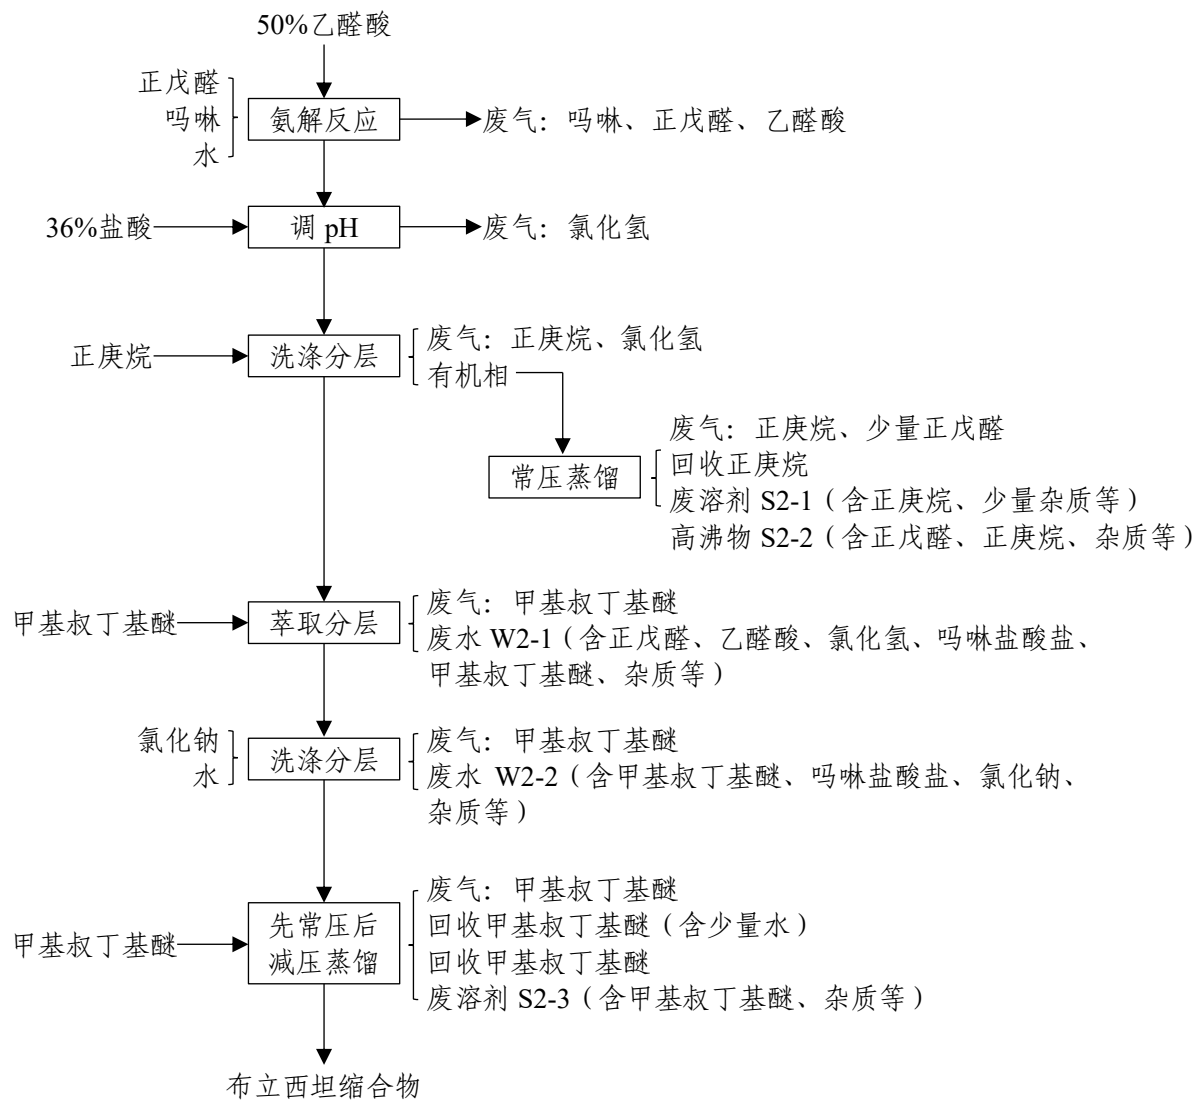 50%乙醛酸
正戊醛
吗啉
水
氨解反应
废气：吗啉、正戊醛、乙醛酸
36%盐酸
调 pH
废气：氯化氢
正庚烷
洗涤分层
废气：正庚烷、氯化氢
有机相
常压蒸馏
废气：正庚烷、少量正戊醛
回收正庚烷
废溶剂 S2-1（含正庚烷、少量杂质等）
高沸物 S2-2（含正戊醛、正庚烷、杂质等）
甲基叔丁基醚
萃取分层
废气：甲基叔丁基醚
废水 W2-1（含正戊醛、乙醛酸、氯化氢、吗啉盐酸盐、
甲基叔丁基醚、杂质等）
氯化钠
水
洗涤分层
废气：甲基叔丁基醚
废水 W2-2（含甲基叔丁基醚、吗啉盐酸盐、氯化钠、
杂质等）
甲基叔丁基醚
先常压后
减压蒸馏
废气：甲基叔丁基醚
回收甲基叔丁基醚（含少量水）
回收甲基叔丁基醚
废溶剂 S2-3（含甲基叔丁基醚、杂质等）
布立西坦缩合物